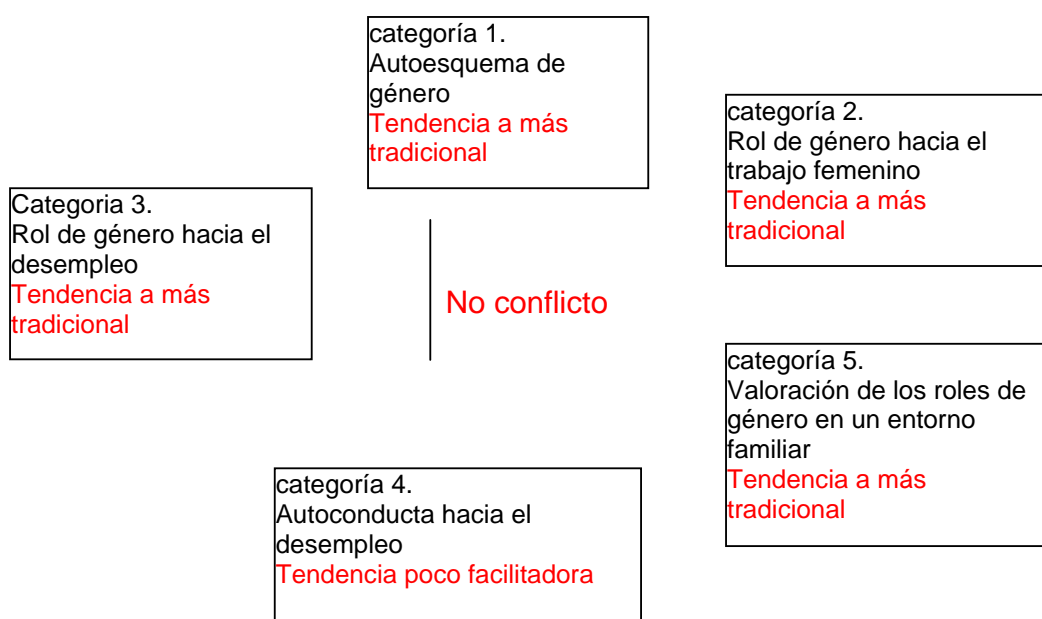 categoría 1.
Autoesquema de
género
Tendencia a más
tradicional
categoría 2.
Rol de género hacia el
trabajo femenino
Tendencia a más
tradicional
Categoria 3.
Rol de género hacia el
desempleo
Tendencia a más
tradicional
No conflicto
categoría 5.
Valoración de los roles de
género en un entorno
familiar
Tendencia a más
tradicional
categoría 4.
Autoconducta hacia el
desempleo
Tendencia poco facilitadora